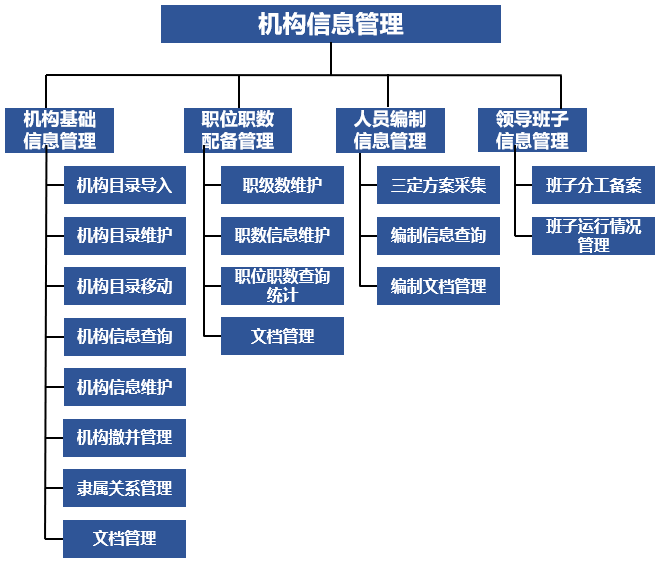 机构信息管理
机构基础
信息管理
机构目录导入
机构目录维护
机构目录移动
机构信息查询
机构信息维护
机构撤并管理
隶属关系管理
文档管理
职位职数
配备管理
职级数维护
职数信息维护
职位职数查询
统计
文档管理
人员编制
信息管理
三定方案采集
编制信息查询
编制文档管理
领导班子
信息管理
班子分工备案
班子运行情况
管理